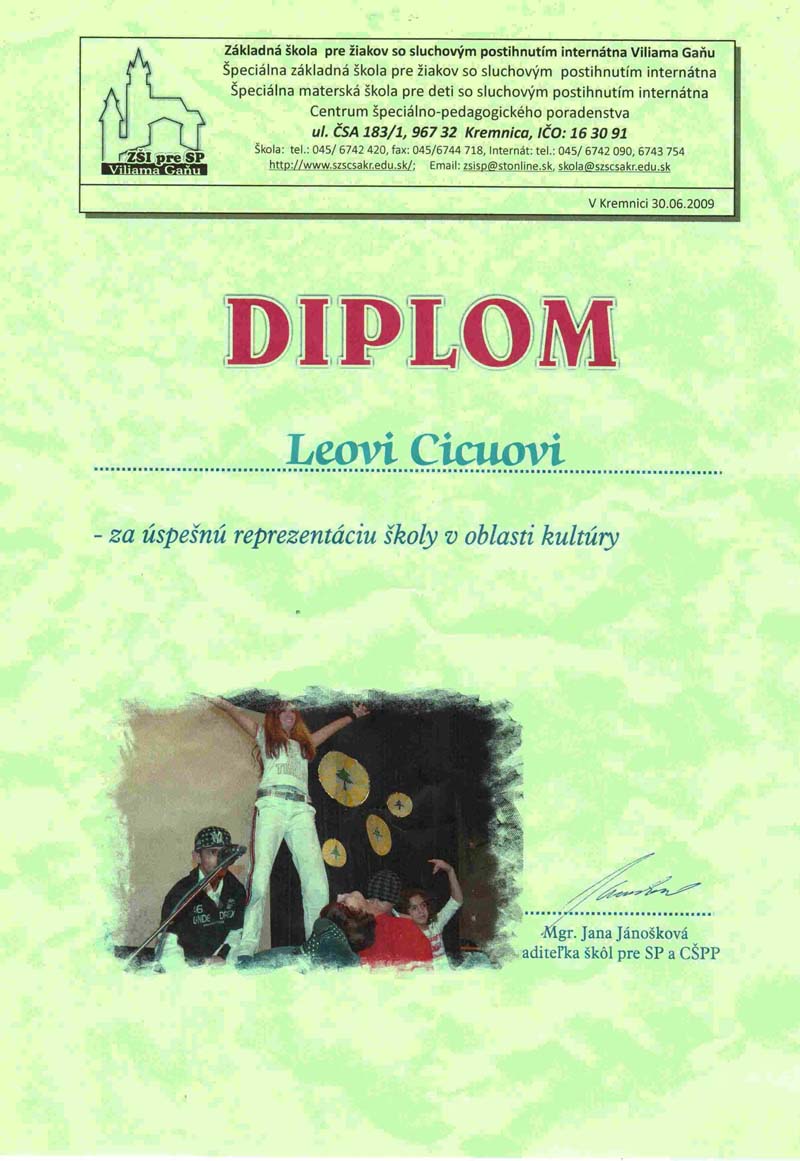 Základná škola pre žiakov so sluchovým postihnutím internátna Viliama Gaňu
Špeciálna základná škola pre žiakov so sluchovým postihnutím internátna
Špeciálna materská škola pre deti so sluchovým postihnutím internátna
Centrum špeciálno-pedagogického poradenstva
ul. ČSA 183/1, 967 32 Kremnica, IČO: 16 30 91
Škola: tel.: 045/ 6742 420, fax: 045/6744 718, Internát: tel.: 045/ 6742 090, 6743 754
http://www.szscsakr.edu.sk/; Email: zsisp@stonline.sk, skola@szscsakr.edu.sk
ZŠI pre SP
Viliama Gaňu
V Kremnici 30.06.2009
DIPLOM
Leovi Cicuovi
- za úspešnú reprezentáciu školy v oblasti kultúry
Mgr. Jana Jánošková
aditeľka škôl pre SP a CŠPP